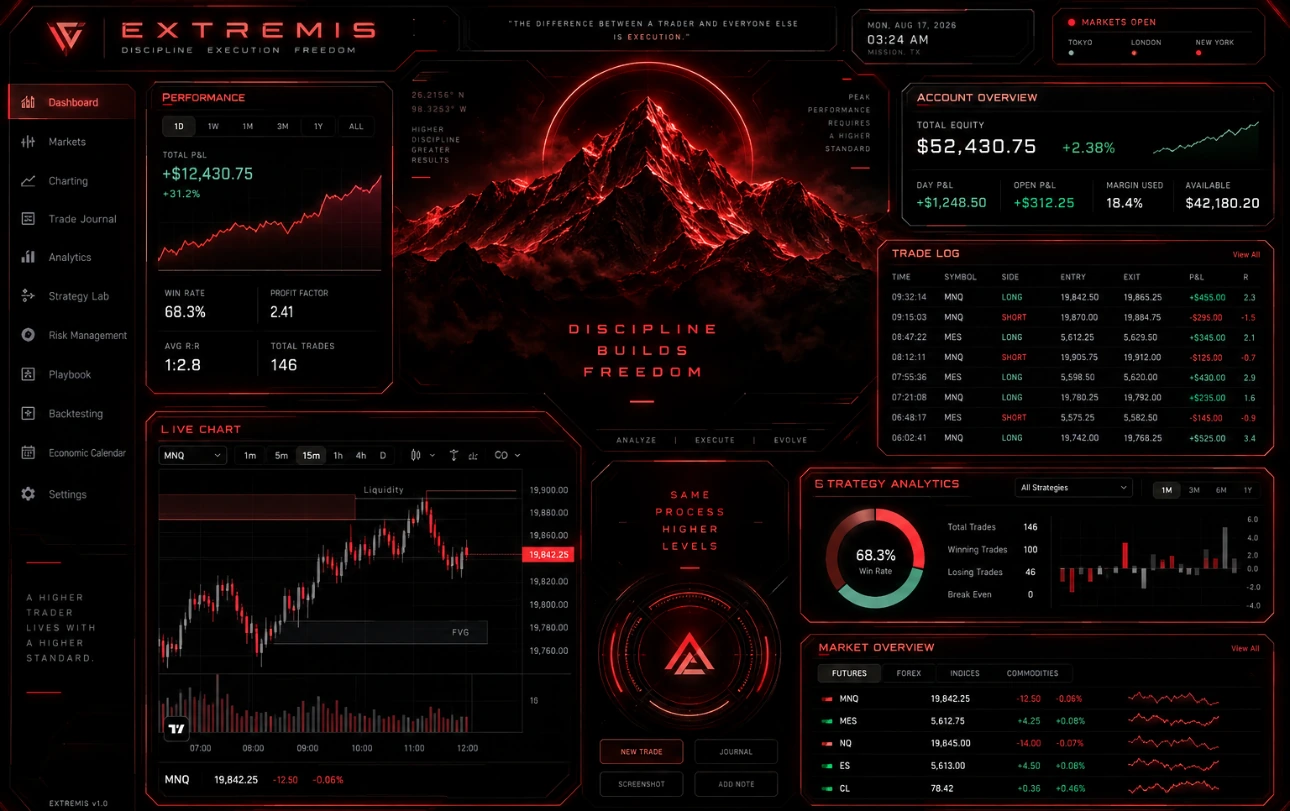 EXTREMIS
DISCIPLINE EXECUTION FREEDOM
"THE DIFFERENCE BETWEEN A TRADER AND EVERYONE ELSE
IS EXECUTION."
MON, AUG 17, 2026
03:24 AM
MISSION, TX
MARKETS OPEN
TOKYO LONDON NEW YORK
Dashboard
Markets
Charting
Trade Journal
Analytics
Strategy Lab
Risk Management
Playbook
Backtesting
Economic Calendar
Settings
A HIGHER
TRADER
LIVES WITH
A HIGHER
STANDARD.
EXTREMIS v1.0
PERFORMANCE
1D 1W 1M 3M 1Y ALL
TOTAL P&L
+$12,430.75
+31.2%
WIN RATE PROFIT FACTOR
68.3% 2.41
AVG R:R TOTAL TRADES
1:2.8 146
26.2156° N
98.3253° W
HIGHER
DISCIPLINE
GREATER
RESULTS
PEAK
PERFORMANCE
REQUIRES
A HIGHER
STANDARD
DISCIPLINE
BUILDS
FREEDOM
ANALYZE | EXECUTE | EVOLVE
ACCOUNT OVERVIEW
TOTAL EQUITY
$52,430.75 +2.38%
DAY P&L OPEN P&L MARGIN USED AVAILABLE
+$1,248.50 +$312.25 18.4% $42,180.20
TRADE LOG View All
TIME SYMBOL SIDE ENTRY EXIT P&L R
09:32:14 MNQ LONG 19,842.50 19,865.25 +$455.00 2.3
09:15:03 MNQ SHORT 19,870.00 19,884.75 -$295.00 -1.5
08:47:22 MES LONG 5,612.25 5,629.50 +$345.00 2.1
08:12:11 MNQ SHORT 19,905.75 19,912.00 -$125.00 -0.7
07:55:36 MES LONG 5,598.50 5,620.00 +$430.00 2.9
07:21:08 MNQ LONG 19,780.25 19,792.00 +$235.00 1.6
06:48:17 MES SHORT 5,575.25 5,582.50 -$145.00 -0.9
06:02:41 MNQ LONG 19,742.00 19,768.25 +$525.00 3.4
LIVE CHART
MNQ 1m 5m 15m 1h 4h D
Liquidity
FVG
19,900.00
19,880.00
19,860.00
19,842.25
19,820.00
19,800.00
19,780.00
19,760.00
07:00 08:00 09:00 10:00 11:00 12:00
MNQ 19,842.25 -12.50 -0.06%
SAME
PROCESS
HIGHER
LEVELS
NEW TRADE JOURNAL
SCREENSHOT ADD NOTE
STRATEGY ANALYTICS All Strategies 1M 3M 6M 1Y
68.3%
Win Rate
Total Trades 146
Winning Trades 100
Losing Trades 46
Break Even 0
6.0
4.0
2.0
0.0
-2.0
-4.0
MARKET OVERVIEW View All
FUTURES FOREX INDICES COMMODITIES
MNQ 19,842.25 -12.50 -0.06%
MES 5,612.75 +4.25 +0.08%
NQ 19,845.00 -14.00 -0.07%
ES 5,613.00 +4.50 +0.08%
CL 78.42 +0.36 +0.46%